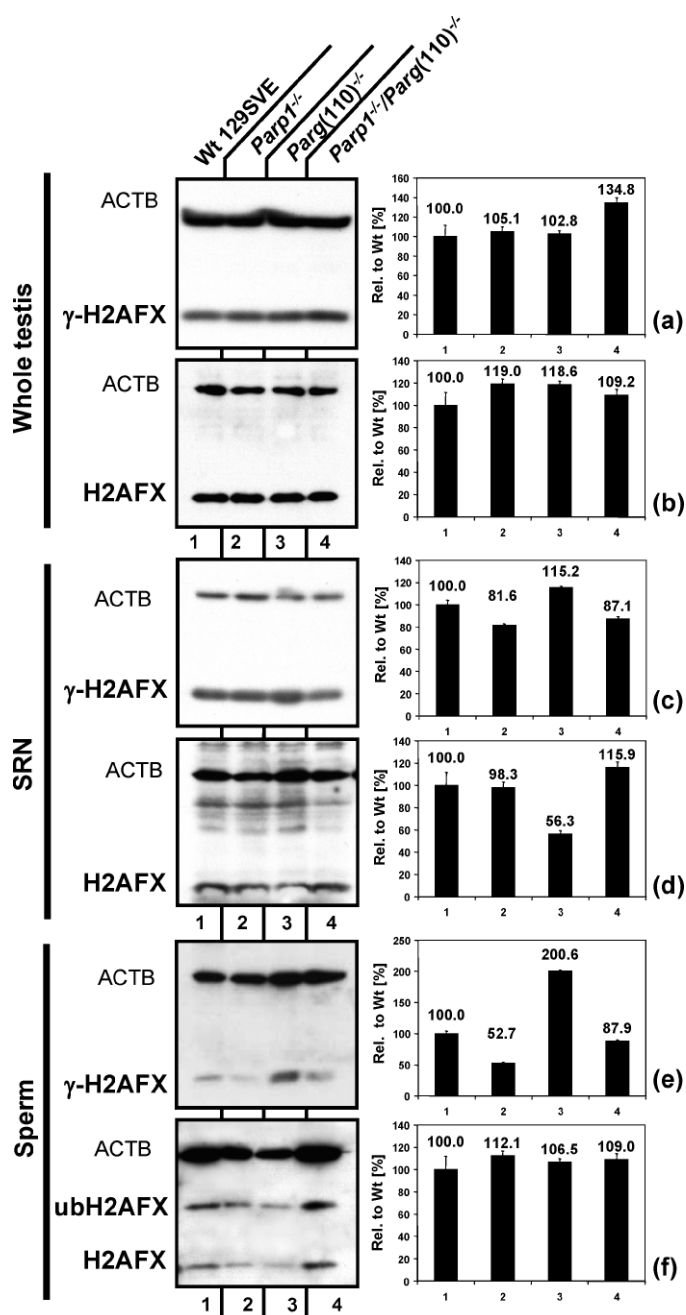 Wt 129SVE
Parp1-/-
Parg(110)-/-
Parp1-/-/Parg(110)-/-
Whole testis
ACTB
γ-H2AFX
Rel. to Wt [%]
160
140
120
100
80
60
40
20
0
100.0
105.1
102.8
134.8
1 2 3 4
(a)
ACTB
H2AFX
1 2 3 4
Rel. to Wt [%]
140
120
100
80
60
40
20
0
100.0
119.0
118.6
109.2
1 2 3 4
(b)
SRN
ACTB
γ-H2AFX
Rel. to Wt [%]
140
120
100
80
60
40
20
0
100.0
81.6
115.2
87.1
1 2 3 4
(c)
ACTB
H2AFX
1 2 3 4
Rel. to Wt [%]
140
120
100
80
60
40
20
0
100.0
98.3
56.3
115.9
1 2 3 4
(d)
Sperm
ACTB
γ-H2AFX
Rel. to Wt [%]
250
200
150
100
50
0
100.0
52.7
200.6
87.9
1 2 3 4
(e)
ACTB
ubH2AFX
H2AFX
1 2 3 4
Rel. to Wt [%]
140
120
100
80
60
40
20
0
100.0
112.1
106.5
109.0
1 2 3 4
(f)